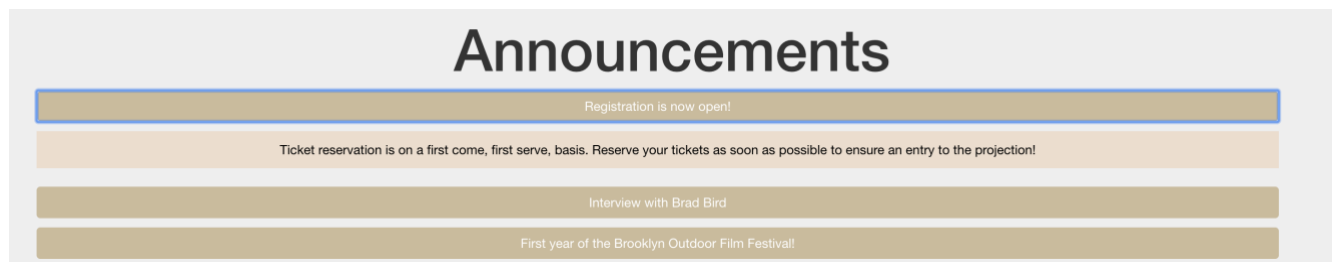 Announcements
Registration is now open!
Ticket reservation is on a first come, first serve, basis. Reserve your tickets as soon as possible to ensure an entry to the projection!
Interview with Brad Bird
First year of the Brooklyn Outdoor Film Festival!